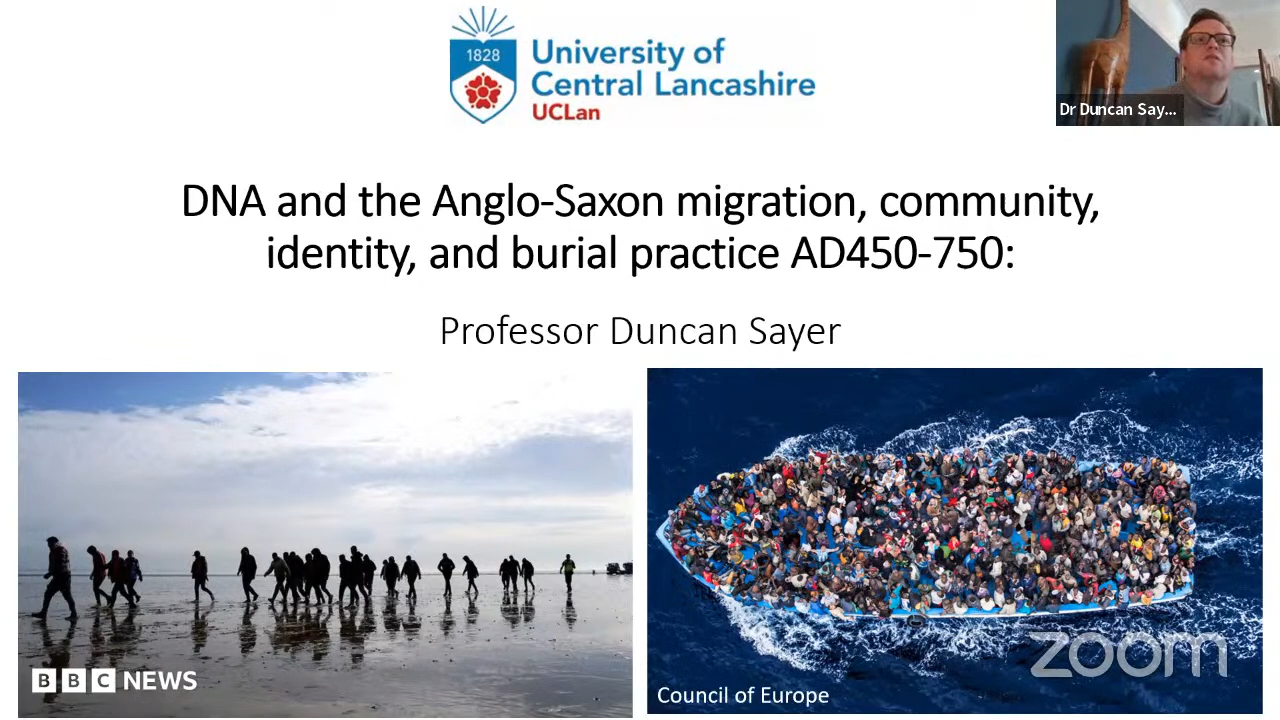 1828
University of
Central Lancashire
UCLan
Dr Duncan Say...
DNA and the Anglo-Saxon migration, community,
identity, and burial practice AD450-750:
Professor Duncan Sayer
BBC NEWS
Council of Europe
zoom